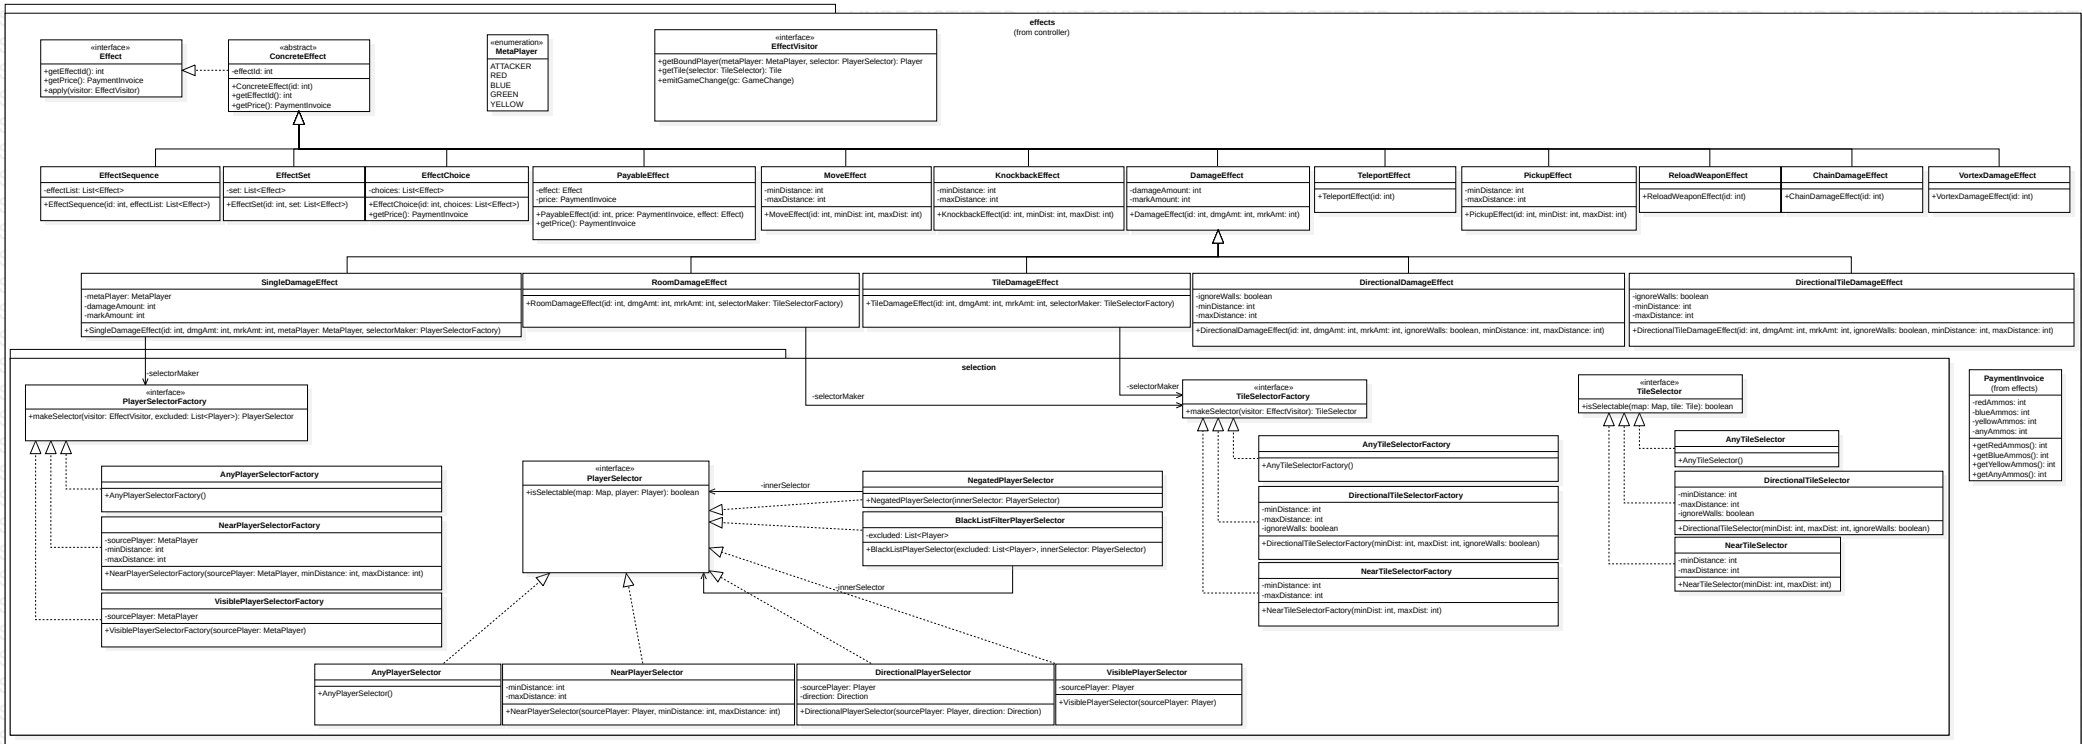 effects
(from controller)
«interface»
Effect
+getEffectId(): int
+getPrice(): PaymentInvoice
+apply(visitor: EffectVisitor)
«abstract»
ConcreteEffect
-effectId: int
+ConcreteEffect(id: int)
+getEffectId(): int
+getPrice(): PaymentInvoice
«enumeration»
MetaPlayer
ATTACKER
RED
BLUE
GREEN
YELLOW
«interface»
EffectVisitor
+getBoundPlayer(metaPlayer: MetaPlayer, selector: PlayerSelector): Player
+getTile(selector: TileSelector): Tile
+emitGameChange(gc: GameChange)
EffectSequence
-effectList: List<Effect>
+EffectSequence(id: int, effectList: List<Effect>)
EffectSet
-set: List<Effect>
+EffectSet(id: int, set: List<Effect>)
EffectChoice
-choices: List<Effect>
+EffectChoice(id: int, choices: List<Effect>)
+getPrice(): PaymentInvoice
PayableEffect
-effect: Effect
-price: PaymentInvoice
+PayableEffect(id: int, price: PaymentInvoice, effect: Effect)
+getPrice(): PaymentInvoice
MoveEffect
-minDistance: int
-maxDistance: int
+MoveEffect(id: int, minDist: int, maxDist: int)
KnockbackEffect
-minDistance: int
-maxDistance: int
+KnockbackEffect(id: int, minDist: int, maxDist: int)
DamageEffect
-damageAmount: int
-markAmount: int
+DamageEffect(id: int, dmgAmt: int, mrkAmt: int)
TeleportEffect
+TeleportEffect(id: int)
PickupEffect
-minDistance: int
-maxDistance: int
+PickupEffect(id: int, minDist: int, maxDist: int)
ReloadWeaponEffect
+ReloadWeaponEffect(id: int)
ChainDamageEffect
+ChainDamageEffect(id: int)
VortexDamageEffect
+VortexDamageEffect(id: int)
SingleDamageEffect
-metaPlayer: MetaPlayer
-damageAmount: int
-markAmount: int
+SingleDamageEffect(id: int, dmgAmt: int, mrkAmt: int, metaPlayer: MetaPlayer, selectorMaker: PlayerSelectorFactory)
RoomDamageEffect
+RoomDamageEffect(id: int, dmgAmt: int, mrkAmt: int, selectorMaker: TileSelectorFactory)
TileDamageEffect
+TileDamageEffect(id: int, dmgAmt: int, mrkAmt: int, selectorMaker: TileSelectorFactory)
DirectionalDamageEffect
-ignoreWalls: boolean
-minDistance: int
-maxDistance: int
+DirectionalDamageEffect(id: int, dmgAmt: int, mrkAmt: int, ignoreWalls: boolean, minDistance: int, maxDistance: int)
DirectionalTileDamageEffect
-ignoreWalls: boolean
-minDistance: int
-maxDistance: int
+DirectionalTileDamageEffect(id: int, dmgAmt: int, mrkAmt: int, ignoreWalls: boolean, minDistance: int, maxDistance: int)
selection
-selectorMaker
«interface»
PlayerSelectorFactory
+makeSelector(visitor: EffectVisitor, excluded: List<Player>): PlayerSelector
-selectorMaker
-selectorMaker
«interface»
TileSelectorFactory
+makeSelector(visitor: EffectVisitor): TileSelector
«interface»
TileSelector
+isSelectable(map: Map, tile: Tile): boolean
PaymentInvoice
(from effects)
-redAmmos: int
-blueAmmos: int
-yellowAmmos: int
-anyAmmos: int
+getRedAmmos(): int
+getBlueAmmos(): int
+getYellowAmmos(): int
+getAnyAmmos(): int
AnyPlayerSelectorFactory
+AnyPlayerSelectorFactory()
NearPlayerSelectorFactory
-sourcePlayer: MetaPlayer
-minDistance: int
-maxDistance: int
+NearPlayerSelectorFactory(sourcePlayer: MetaPlayer, minDistance: int, maxDistance: int)
VisiblePlayerSelectorFactory
-sourcePlayer: MetaPlayer
+VisiblePlayerSelectorFactory(sourcePlayer: MetaPlayer)
«interface»
PlayerSelector
+isSelectable(map: Map, player: Player): boolean
-innerSelector
NegatedPlayerSelector
+NegatedPlayerSelector(innerSelector: PlayerSelector)
BlackListFilterPlayerSelector
-excluded: List<Player>
+BlackListPlayerSelector(excluded: List<Player>, innerSelector: PlayerSelector)
-innerSelector
AnyTileSelectorFactory
+AnyTileSelectorFactory()
DirectionalTileSelectorFactory
-minDistance: int
-maxDistance: int
-ignoreWalls: boolean
+DirectionalTileSelectorFactory(minDist: int, maxDist: int, ignoreWalls: boolean)
NearTileSelectorFactory
-minDistance: int
-maxDistance: int
+NearTileSelectorFactory(minDist: int, maxDist: int)
AnyTileSelector
+AnyTileSelector()
DirectionalTileSelector
-minDistance: int
-maxDistance: int
-ignoreWalls: boolean
+DirectionalTileSelector(minDist: int, maxDist: int, ignoreWalls: boolean)
NearTileSelector
-minDistance: int
-maxDistance: int
+NearTileSelector(minDist: int, maxDist: int)
AnyPlayerSelector
+AnyPlayerSelector()
NearPlayerSelector
-minDistance: int
-maxDistance: int
+NearPlayerSelector(sourcePlayer: Player, minDistance: int, maxDistance: int)
DirectionalPlayerSelector
-sourcePlayer: Player
-direction: Direction
+DirectionalPlayerSelector(sourcePlayer: Player, direction: Direction)
VisiblePlayerSelector
-sourcePlayer: Player
+VisiblePlayerSelector(sourcePlayer: Player)